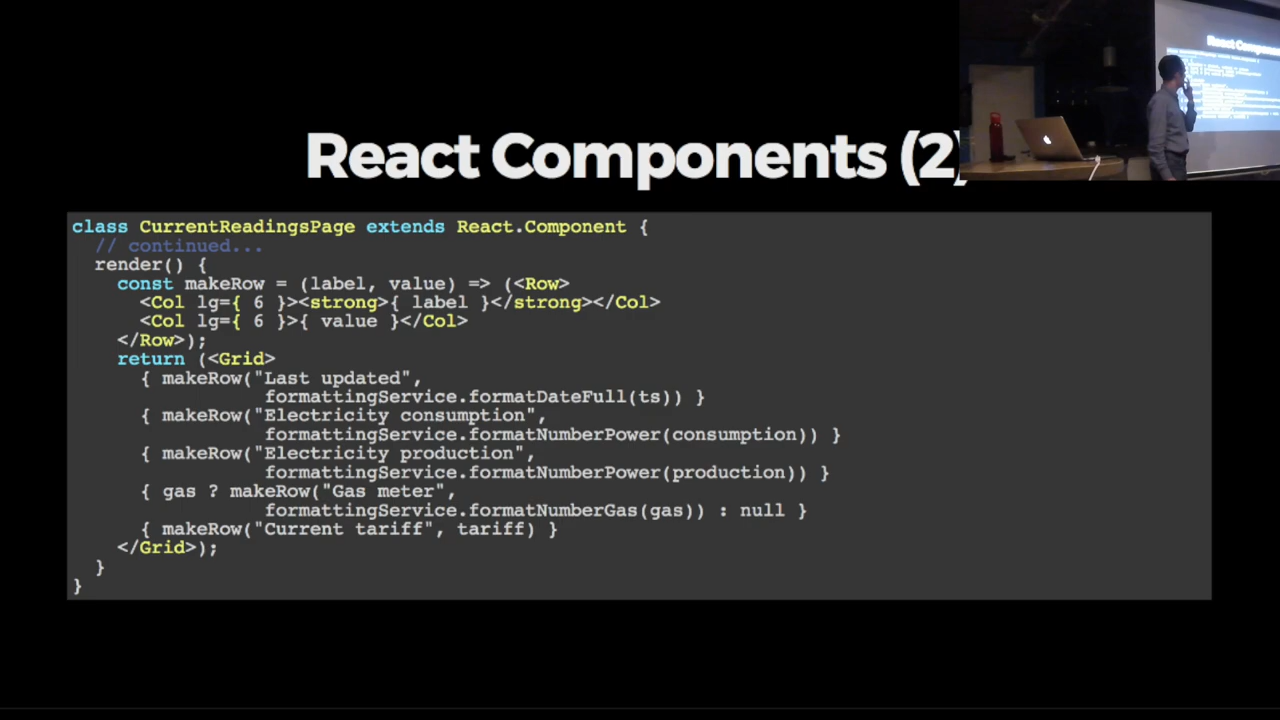 React Components (2)
class CurrentReadingsPage extends React.Component {
  // continued...
  render() {
    const makeRow = (label, value) => (<Row>
      <Col lg={ 6 }><strong>{ label }</strong></Col>
      <Col lg={ 6 }>{ value }</Col>
    </Row>);
    return (<Grid>
      { makeRow("Last updated",
                 formattingService.formatDateFull(ts)) }
      { makeRow("Electricity consumption",
                 formattingService.formatNumberPower(consumption)) }
      { makeRow("Electricity production",
                 formattingService.formatNumberPower(production)) }
      { gas ? makeRow("Gas meter",
                 formattingService.formatNumberGas(gas)) : null }
      { makeRow("Current tariff", tariff) }
    </Grid>);
  }
}